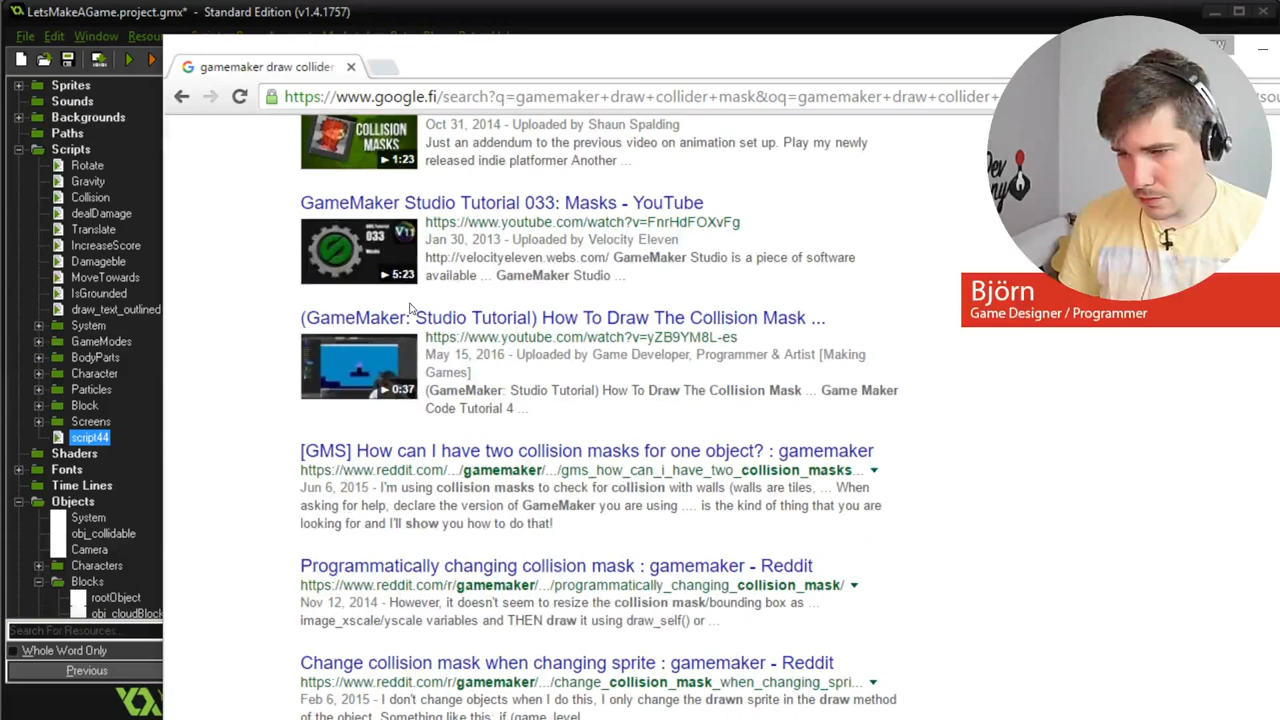 LetsMakeAGame.project.gmx* - Standard Edition (v1.4.1757)
File Edit Window Resou
gamemaker draw collider
https://www.google.fi/search?q=gamemaker+draw+collider+mask&oq=gamemaker+draw+collider+
Sprites
Sounds
Backgrounds
Paths
Scripts
Rotate
Gravity
Collision
dealDamage
Translate
IncreaseScore
Damageble
MoveTowards
IsGrounded
draw_text_outlined
System
GameModes
BodyParts
Character
Particles
Block
Screens
script44
Shaders
Fonts
Time Lines
Objects
System
obj_collidable
Camera
Characters
Blocks
rootObject
obj_cloudBlock
Search For Resources...
Whole Word Only
Previous
COLLISION
MASKS
1:23
Oct 31, 2014 - Uploaded by Shaun Spalding
Just an addendum to the previous video on animation set up. Play my newly
released indie platformer Another ...
GameMaker Studio Tutorial 033: Masks - YouTube
033
V11
5:23
https://www.youtube.com/watch?v=FnrHdFOXvFg
Jan 30, 2013 - Uploaded by Velocity Eleven
http://velocityeleven.webs.com/ GameMaker Studio is a piece of software
available ... GameMaker Studio ...
(GameMaker: Studio Tutorial) How To Draw The Collision Mask ...
0:37
https://www.youtube.com/watch?v=yZB9YM8L-es
May 15, 2016 - Uploaded by Game Developer, Programmer & Artist [Making
Games]
(GameMaker: Studio Tutorial) How To Draw The Collision Mask ... Game Maker
Code Tutorial 4 ...
[GMS] How can I have two collision masks for one object? : gamemaker
https://www.reddit.com/.../gamemaker/.../gms_how_can_i_have_two_collision_masks...
Jun 6, 2015 - I'm using collision masks to check for collision with walls (walls are tiles, ... When
asking for help, declare the version of GameMaker you are using .... is the kind of thing that you are
looking for and I'll show you how to do that!
Programmatically changing collision mask : gamemaker - Reddit
https://www.reddit.com/r/gamemaker/.../programmatically_changing_collision_mask/
Nov 12, 2014 - However, it doesn't seem to resize the collision mask/bounding box as ...
image_xscale/yscale variables and THEN draw it using draw_self() or ...
Change collision mask when changing sprite : gamemaker - Reddit
https://www.reddit.com/r/gamemaker/.../change_collision_mask_when_changing_spri...
Feb 6, 2015 - I don't change objects when I do this, I only change the drawn sprite in the draw method
of the object. Something like this: if (game_level
Björn
Game Designer / Programmer